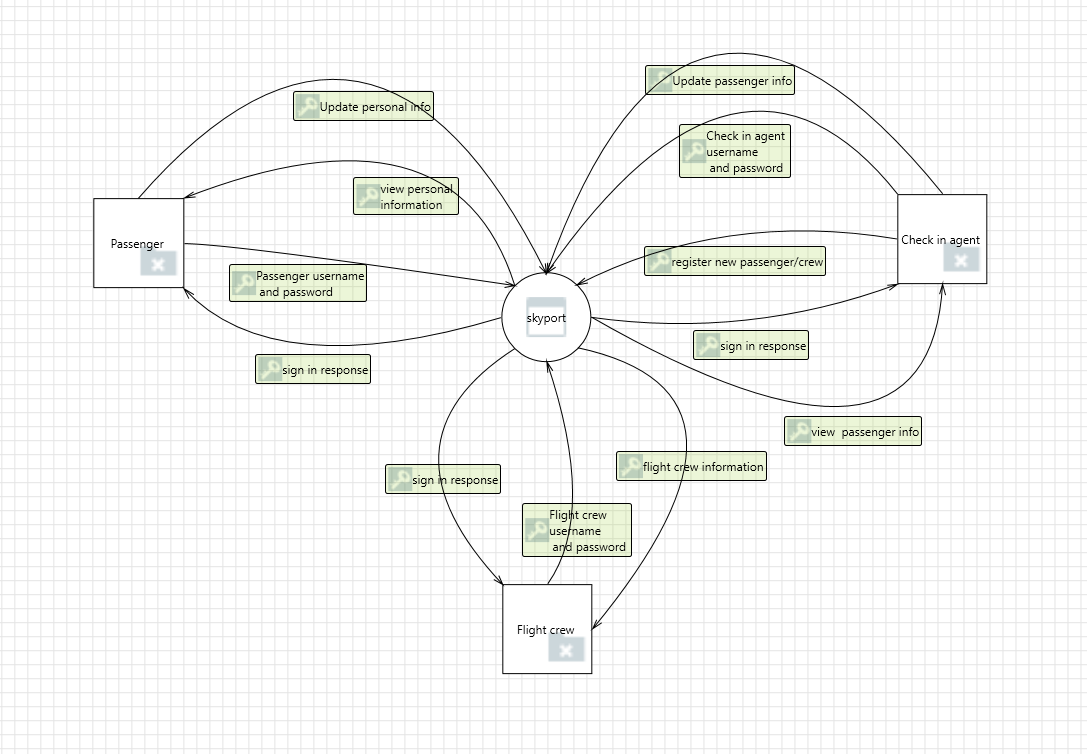 Update passenger info
Update personal info
Check in agent
username
and password
view personal
information
Passenger
Check in agent
register new passenger/crew
Passenger username
and password
skyport
sign in response
sign in response
view  passenger info
flight crew information
sign in response
Flight crew
username
and password
Flight crew